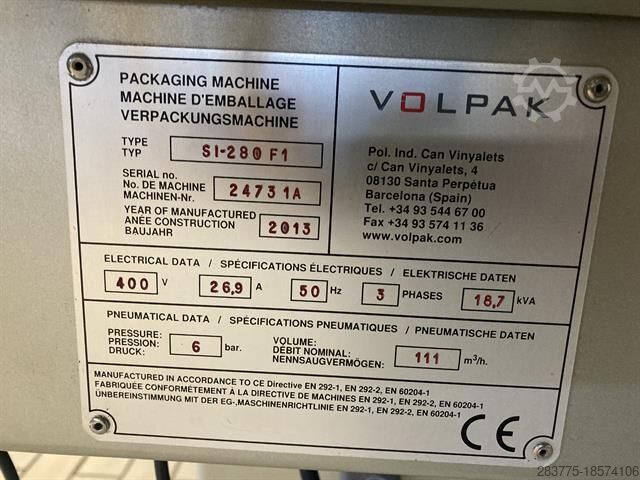 PACKAGING MACHINE
MACHINE D'EMBALLAGE
VERPACKUNGSMACHINE
TYPE
TYP
SI-280 F1
SERIAL no.
No. DE MACHINE
MACHINEN-Nr.
24731A
YEAR OF MANUFACTURED
ANÉE CONSTRUCTION
BAUJAHR
2013
VOLPAK
Pol. Ind. Can Vinyalets
c/ Can Vinyalets, 4
08130 Santa Perpétua
Barcelona (Spain)
Tel. +34 93 544 67 00
Fax +34 93 574 11 36
www.volpak.com
ELECTRICAL DATA / SPÉCIFICATIONS ÉLECTRIQUES / ELEKTRISCHE DATEN
400 V 26,9 A 50 Hz 3 PHASES 18,7 kVA
PNEUMATICAL DATA / SPÉCIFICATIONS PNEUMATIQUES / PNEUMATISCHE DATEN
PRESSURE:
PRESSION:
DRUCK:
6 bar.
VOLUME:
DÉBIT NOMINAL:
NENNSAUGVERMÖGEN:
111 m³/h.
MANUFACTURED IN ACCORDANCE TO CE Directive EN 292-1, EN 292-2, EN 60204-1
FABRIQUÉE CONFORMÉMENT À LA DIRECTIVE DE MACHINES EN 292-1, EN 292-2, EN 60204-1
ÜNBEREINSTIMMUNG MIT DER EG-,MASCHINENRICHTLINIE EN 292-1, EN 292-2, EN 60204-1
CE
283775-18574106